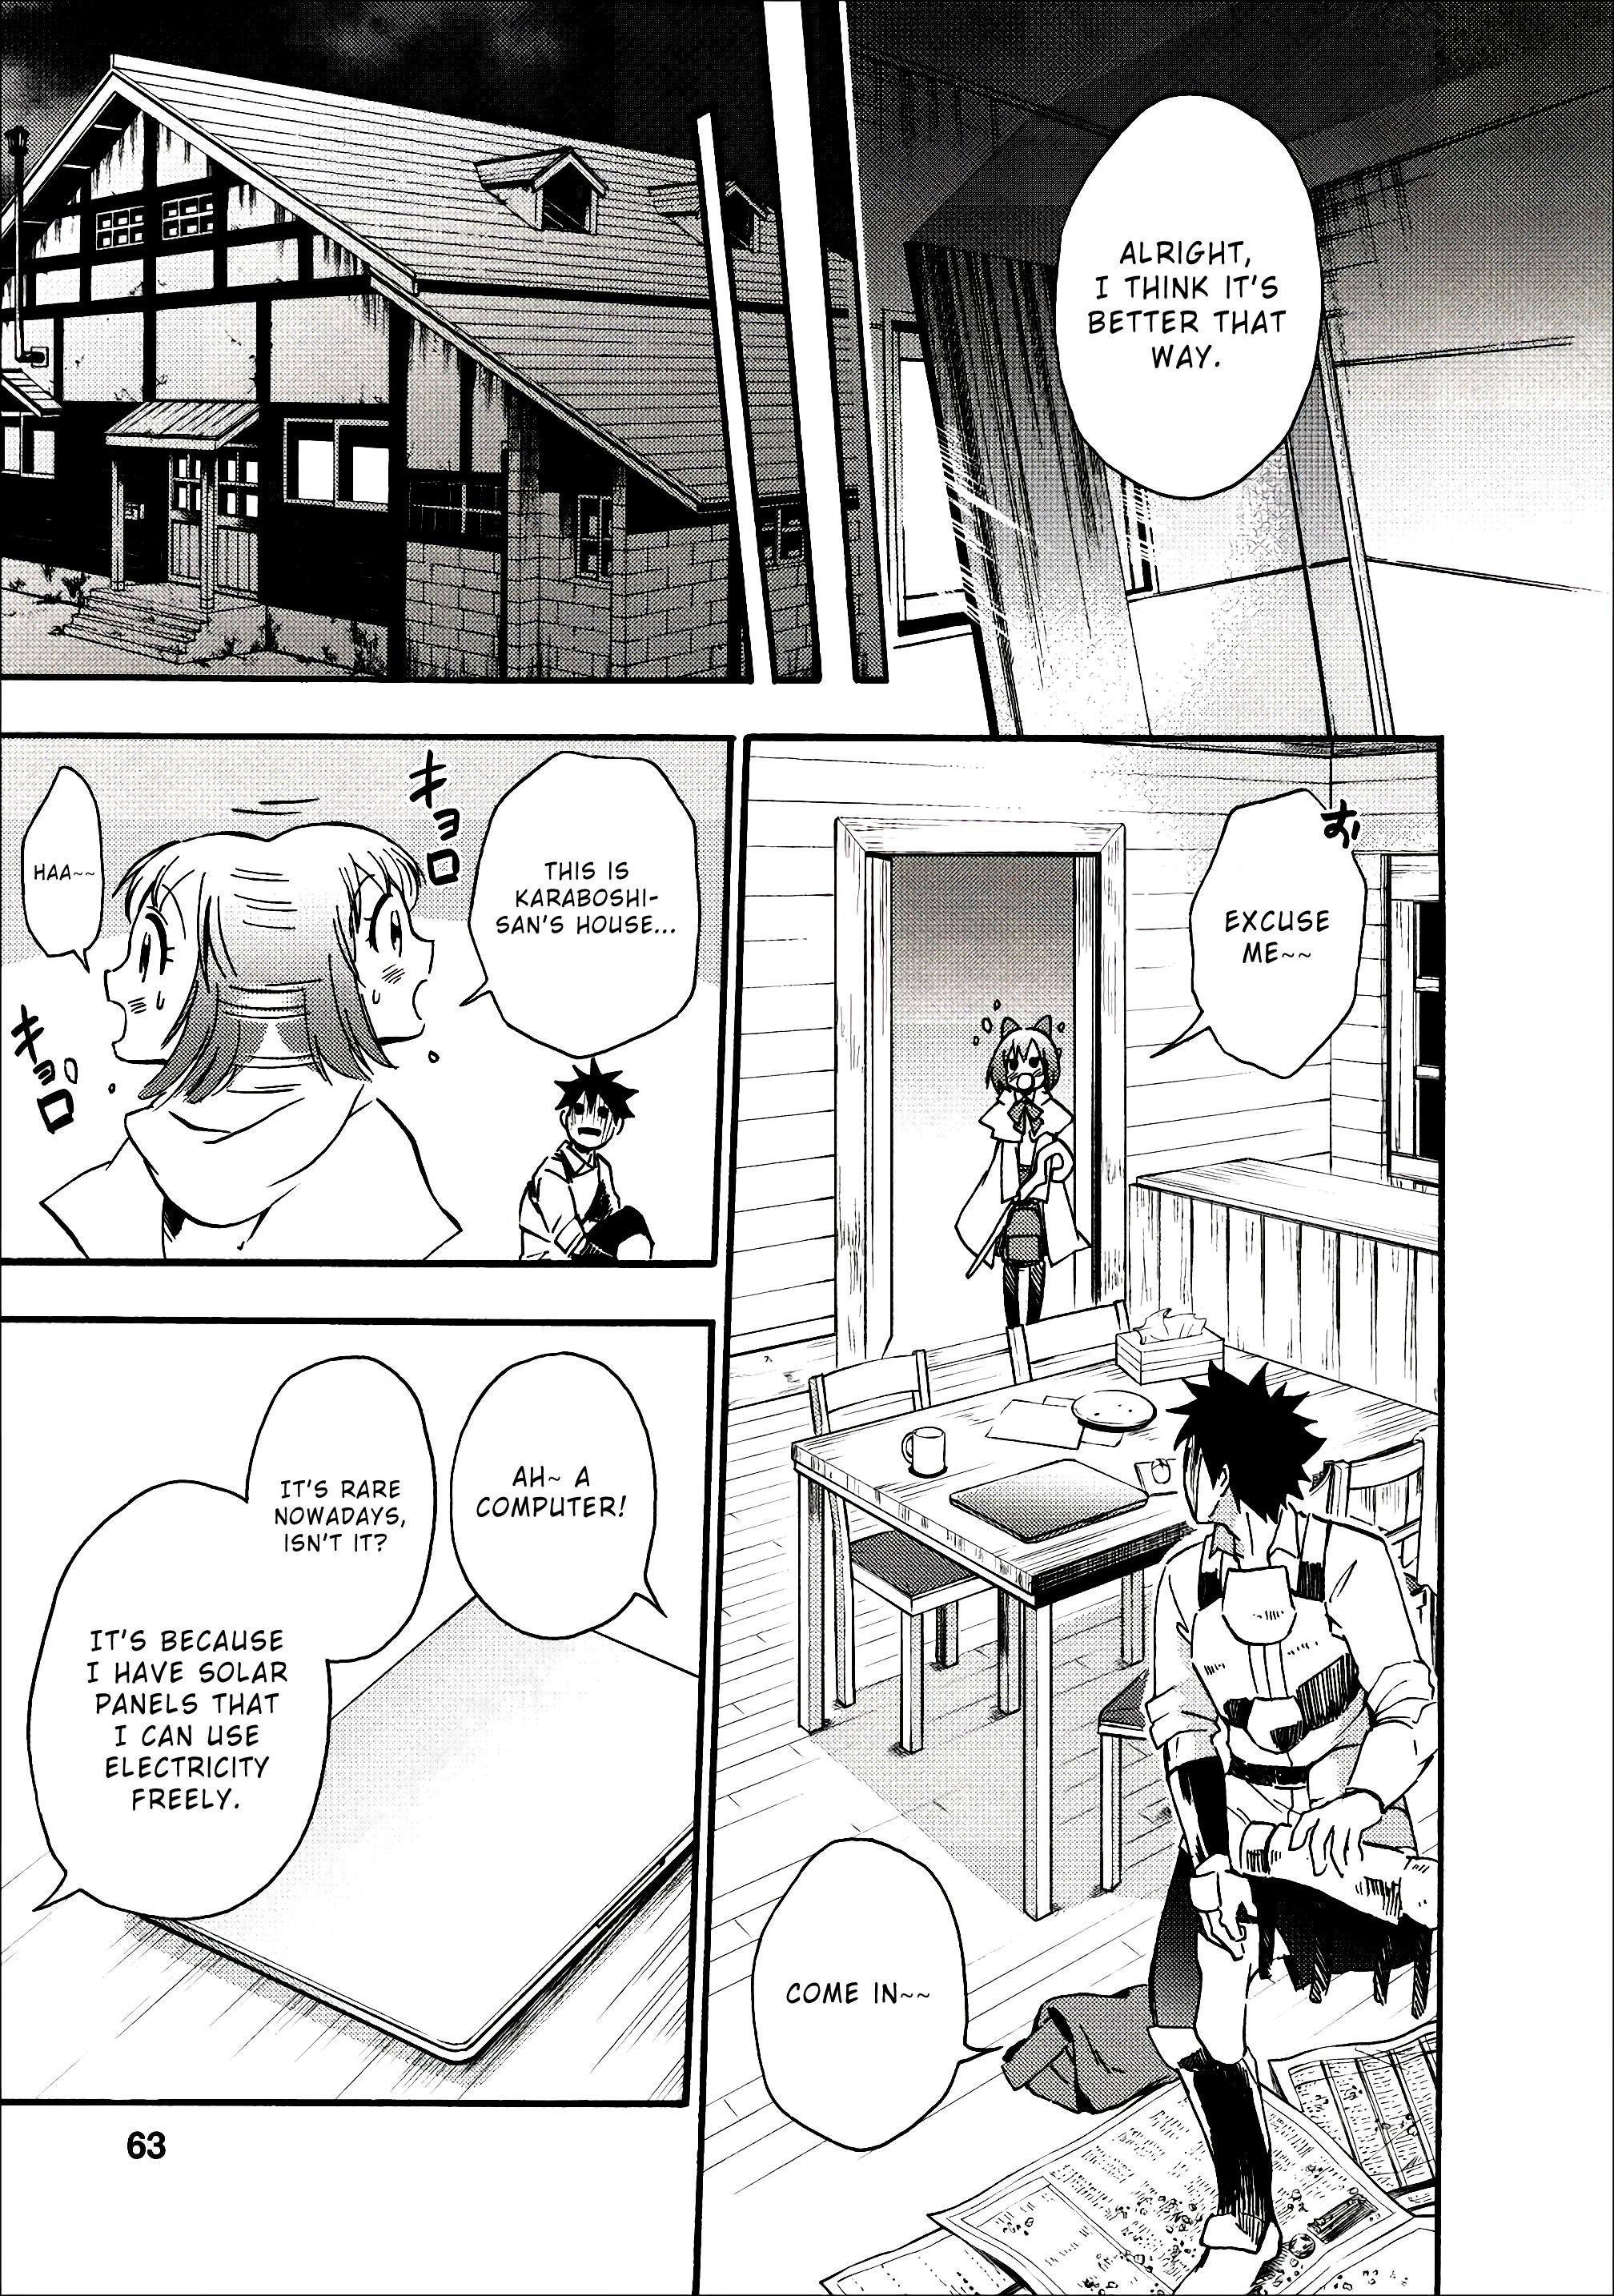 ALRIGHT,
I THINK IT'S
BETTER THAT
WAY.
お
EXCUSE
ME~~
COME IN~~
THIS IS
KARABOSHI-
SAN'S HOUSE...
キョロ
HAA~~
キョロ
AH~ A
COMPUTER!
IT'S RARE
NOWADAYS,
ISN'T IT?
IT'S BECAUSE
I HAVE SOLAR
PANELS THAT
I CAN USE
ELECTRICITY
FREELY.
63